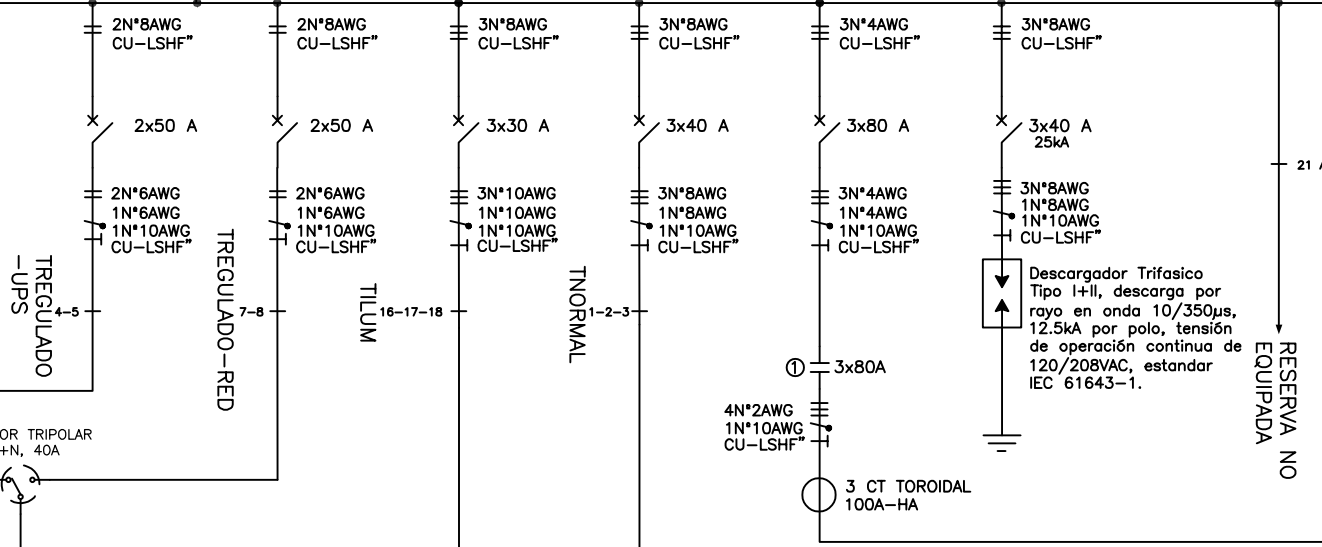 2N°8AWG
CU-LSHF"
2x50 A
2N°6AWG
1N°6AWG
1N°10AWG
CU-LSHF"
TREGULADO
-UPS
4-5
OR TRIPOLAR
+N, 40A
2N°8AWG
CU-LSHF"
2x50 A
2N°6AWG
1N°6AWG
1N°10AWG
CU-LSHF"
TREGULADO-RED
7-8
3N°8AWG
CU-LSHF"
3x30 A
3N°10AWG
1N°10AWG
1N°10AWG
CU-LSHF"
TILUM
16-17-18
3N°8AWG
CU-LSHF"
3x40 A
3N°8AWG
1N°8AWG
1N°10AWG
CU-LSHF"
TNORMAL
1-2-3
3N°4AWG
CU-LSHF"
3x80 A
3N°4AWG
1N°4AWG
1N°10AWG
CU-LSHF"
1 3x80A
4N°2AWG
1N°10AWG
CU-LSHF"
3 CT TOROIDAL
100A-HA
3N°8AWG
CU-LSHF"
3x40 A
25kA
3N°8AWG
1N°8AWG
1N°10AWG
CU-LSHF"
Descargador Trifasico
Tipo I+II, descarga por
rayo en onda 10/350µs,
12.5kA por polo, tensión
de operación continua de
120/208VAC, estandar
IEC 61643-1.
21
RESERVA NO
EQUIPADA